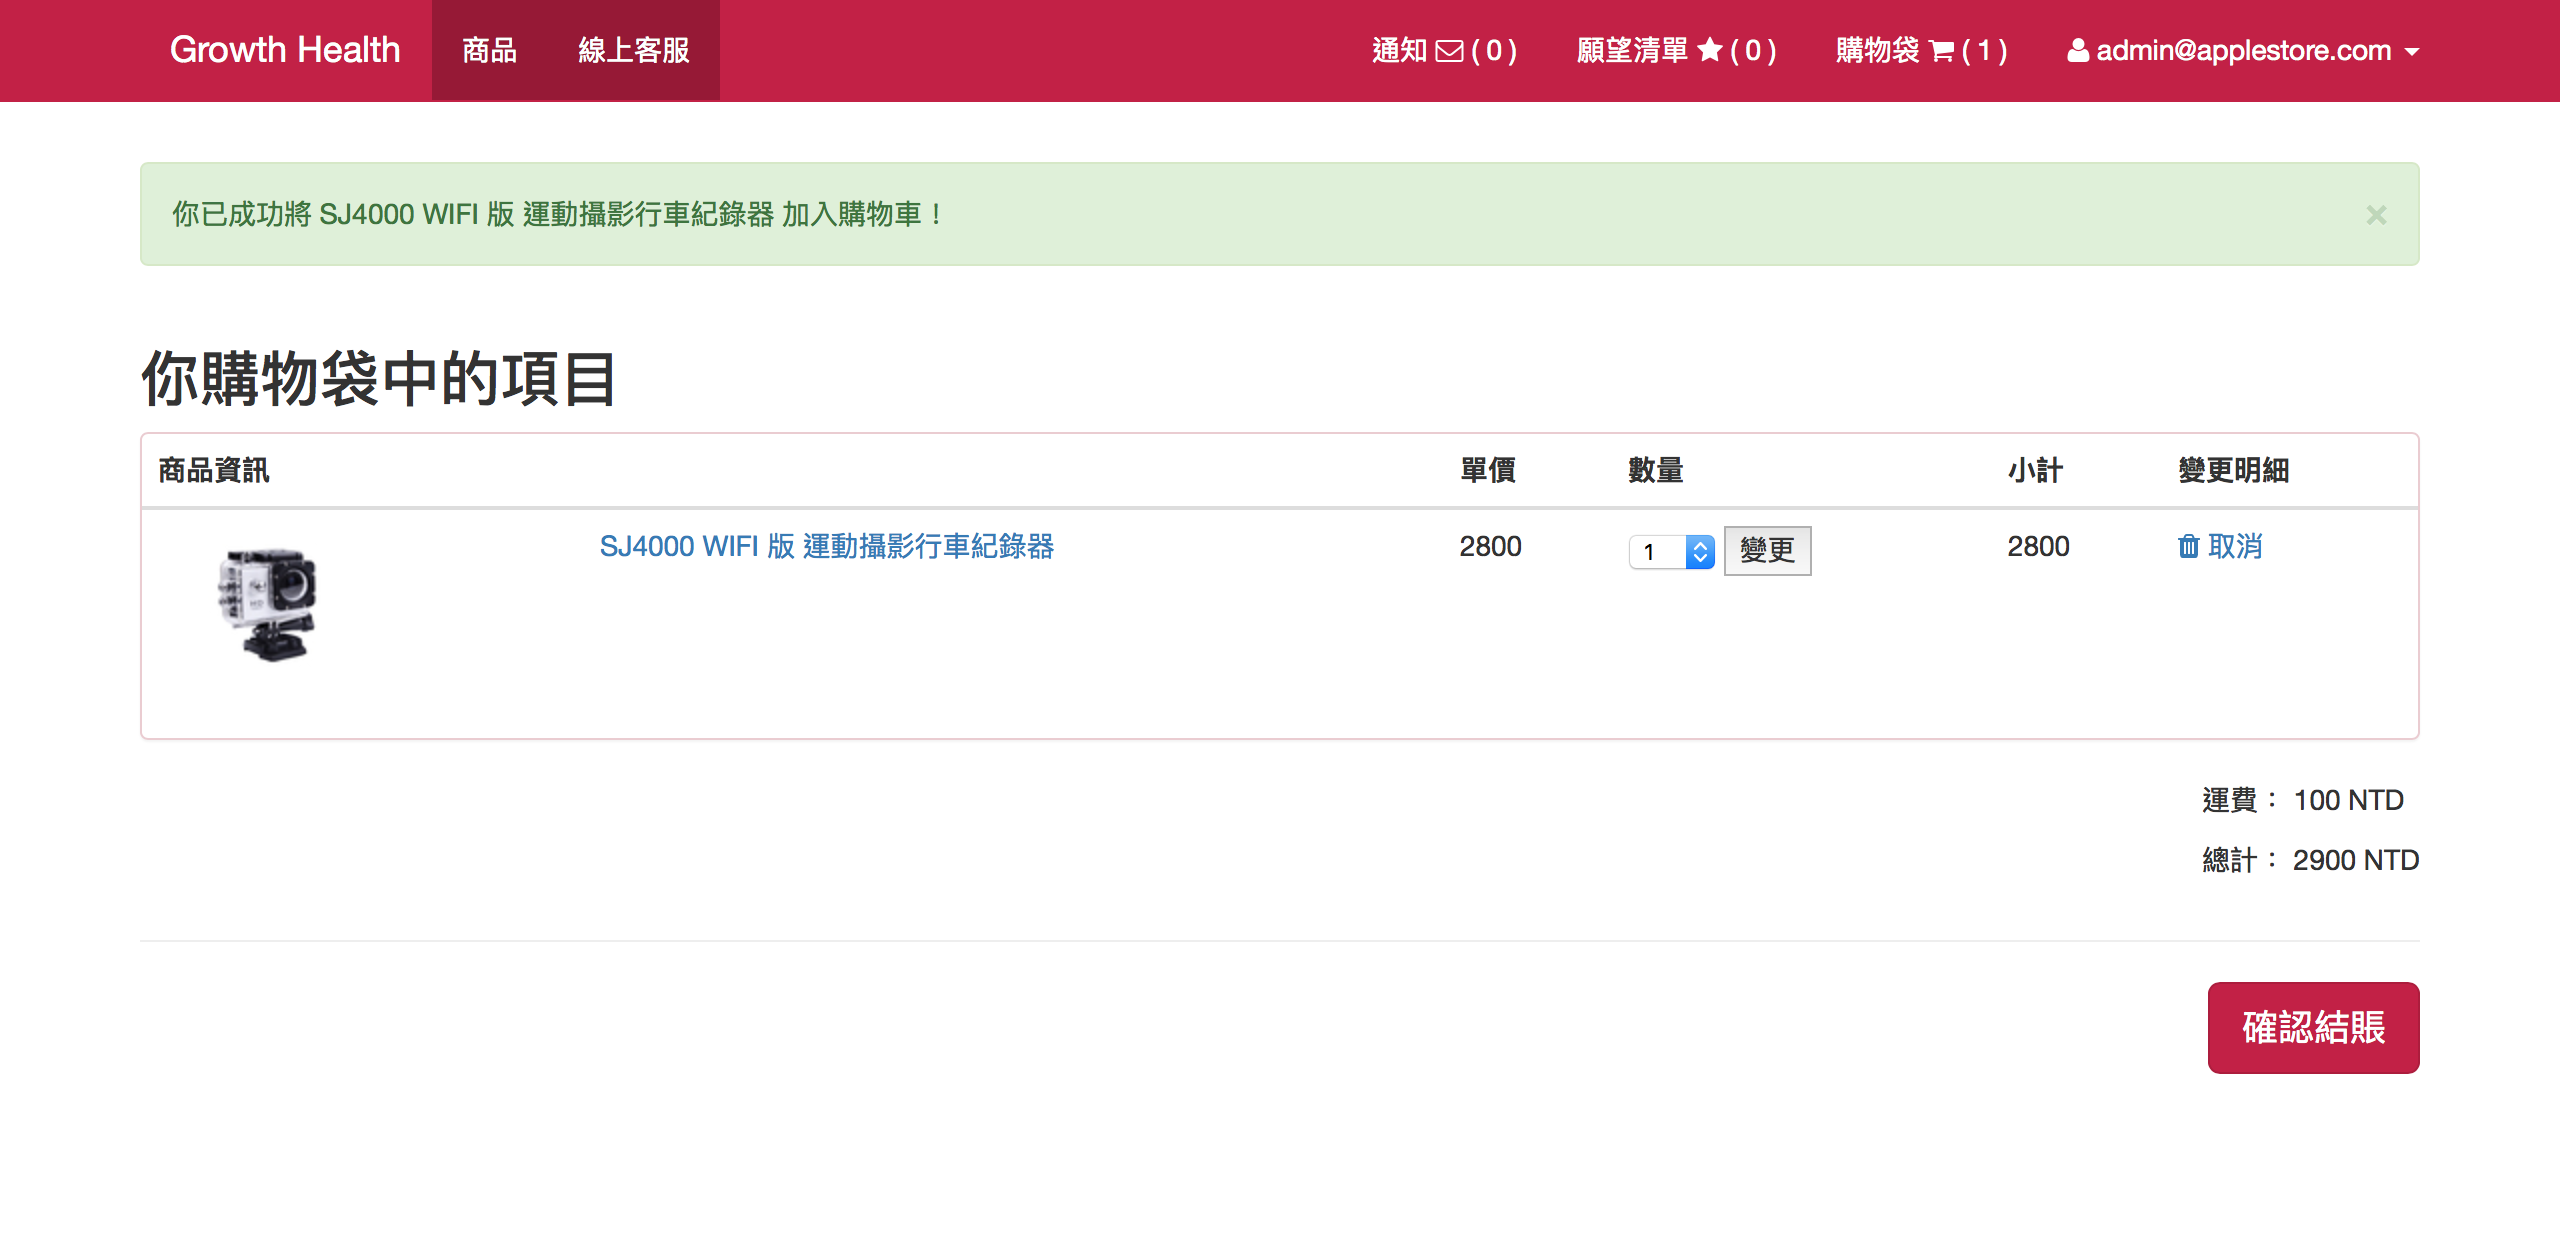 Growth Health 商品 線上客服 通知 ( 0 ) 願望清單 ( 0 ) 購物袋 ( 1 ) admin@applestore.com
你已成功將 SJ4000 WIFI 版 運動攝影行車紀錄器 加入購物車！ ×
你購物袋中的項目
商品資訊 單價 數量 小計 變更明細
SJ4000 WIFI 版 運動攝影行車紀錄器 2800 1 變更 2800 取消
運費： 100 NTD
總計： 2900 NTD
確認結賬